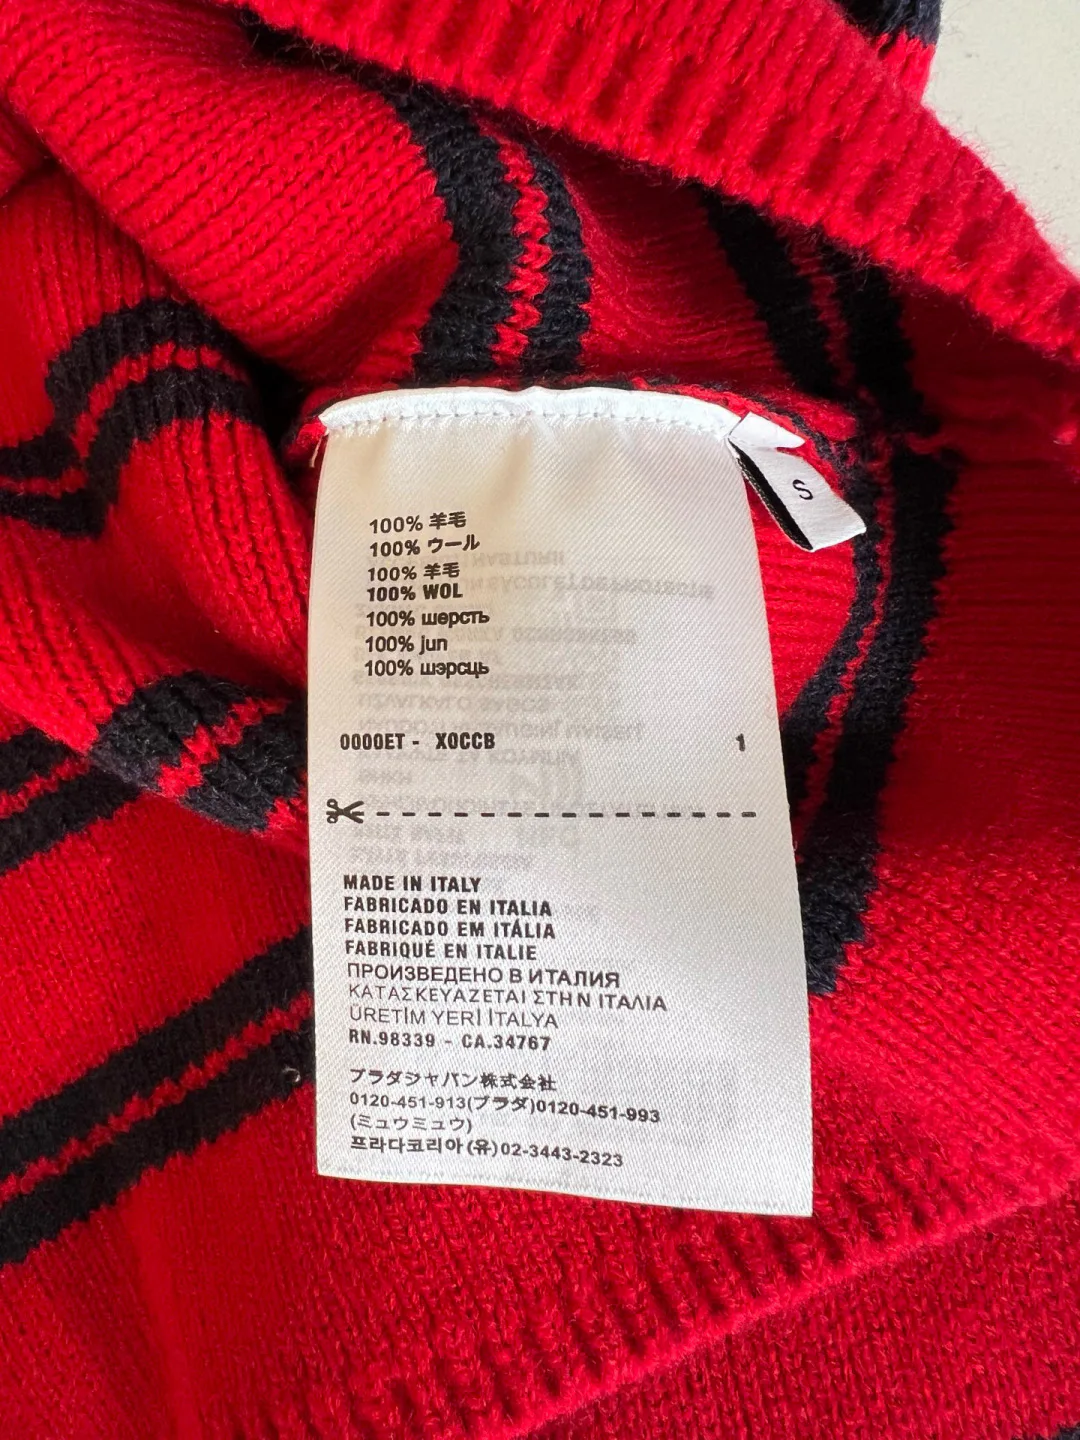 S
100% 羊毛
100% ウール
100% 羊毛
100% WOL
100% шерсть
100% jun
100% шэрсць
0000ET - X0CCB 1
MADE IN ITALY
FABRICADO EN ITALIA
FABRICADO EM ITÁLIA
FABRIQUÉ EN ITALIE
ПРОИЗВЕДЕНО В ИТАЛИЯ
ΚΑΤΑΣΚΕΥΑΖΕΤΑΙ ΣΤΗΝ ΙΤΑΛΙΑ
ÜRETİM YERİ İTALYA
RN.98339 - CA.34767
プラダジャパン株式会社
0120-451-913(プラダ)0120-451-993
(ミュウミュウ)
프라다코리아(유)02-3443-2323